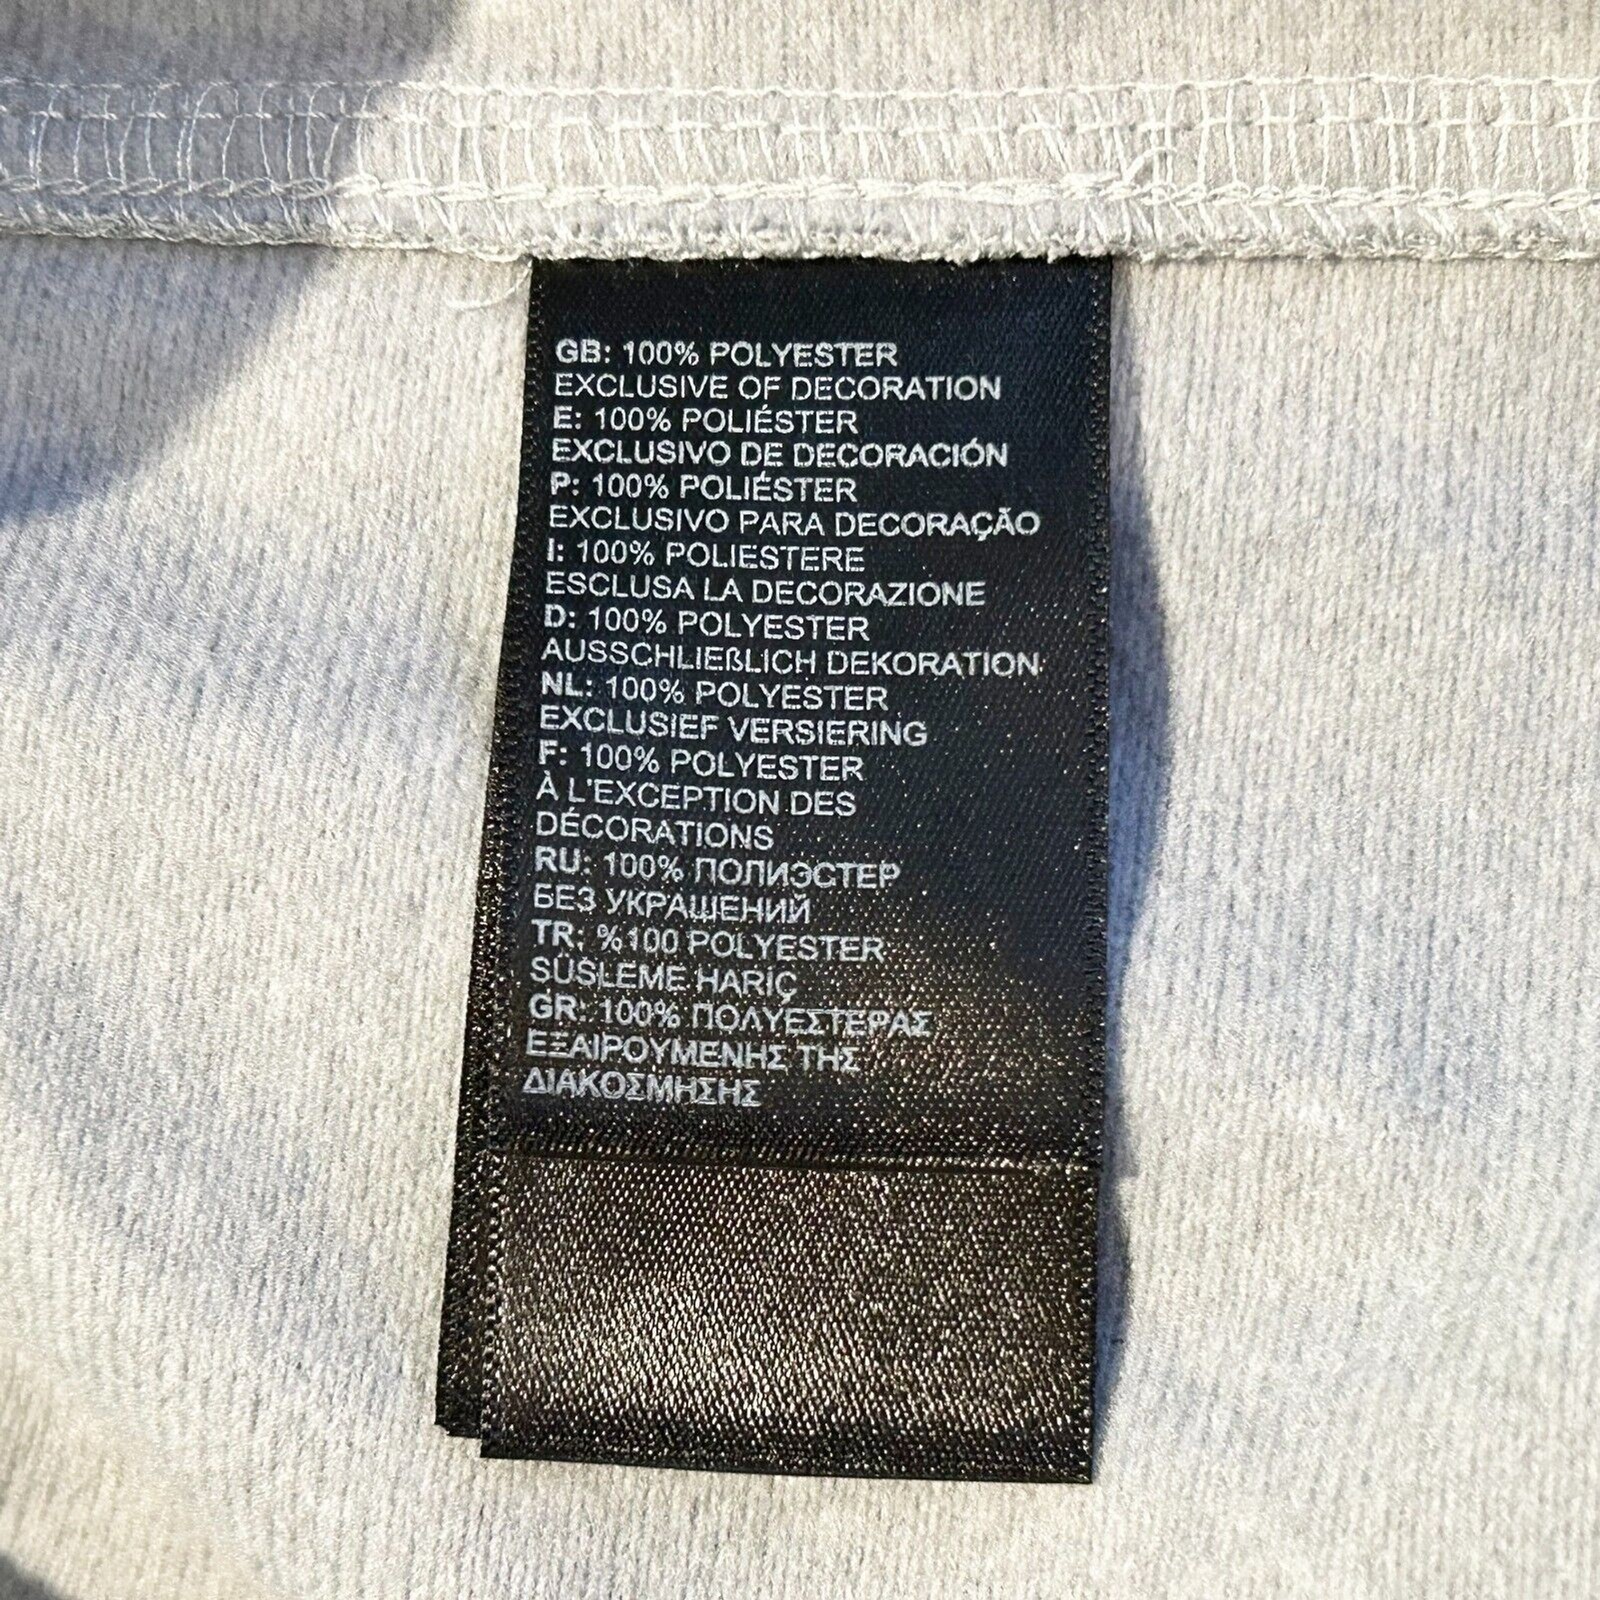 GB: 100% POLYESTER
EXCLUSIVE OF DECORATION
E: 100% POLIÉSTER
EXCLUSIVO DE DECORACIÓN
P: 100% POLIÉSTER
EXCLUSIVO PARA DECORAÇÃO
I: 100% POLIESTERE
ESCLUSA LA DECORAZIONE
D: 100% POLYESTER
AUSSCHLIEßLICH DEKORATION
NL: 100% POLYESTER
EXCLUSIEF VERSIERING
F: 100% POLYESTER
À L'EXCEPTION DES
DÉCORATIONS
RU: 100% ПОЛИЭСТЕР
БЕЗ УКРАШЕНИЙ
TR: %100 POLYESTER
SÜSLEME HARİÇ
GR: 100% ΠΟΛΥΕΣΤΕΡΑΣ
ΕΞΑΙΡΟΥΜΕΝΗΣ ΤΗΣ
ΔΙΑΚΟΣΜΗΣΗΣ